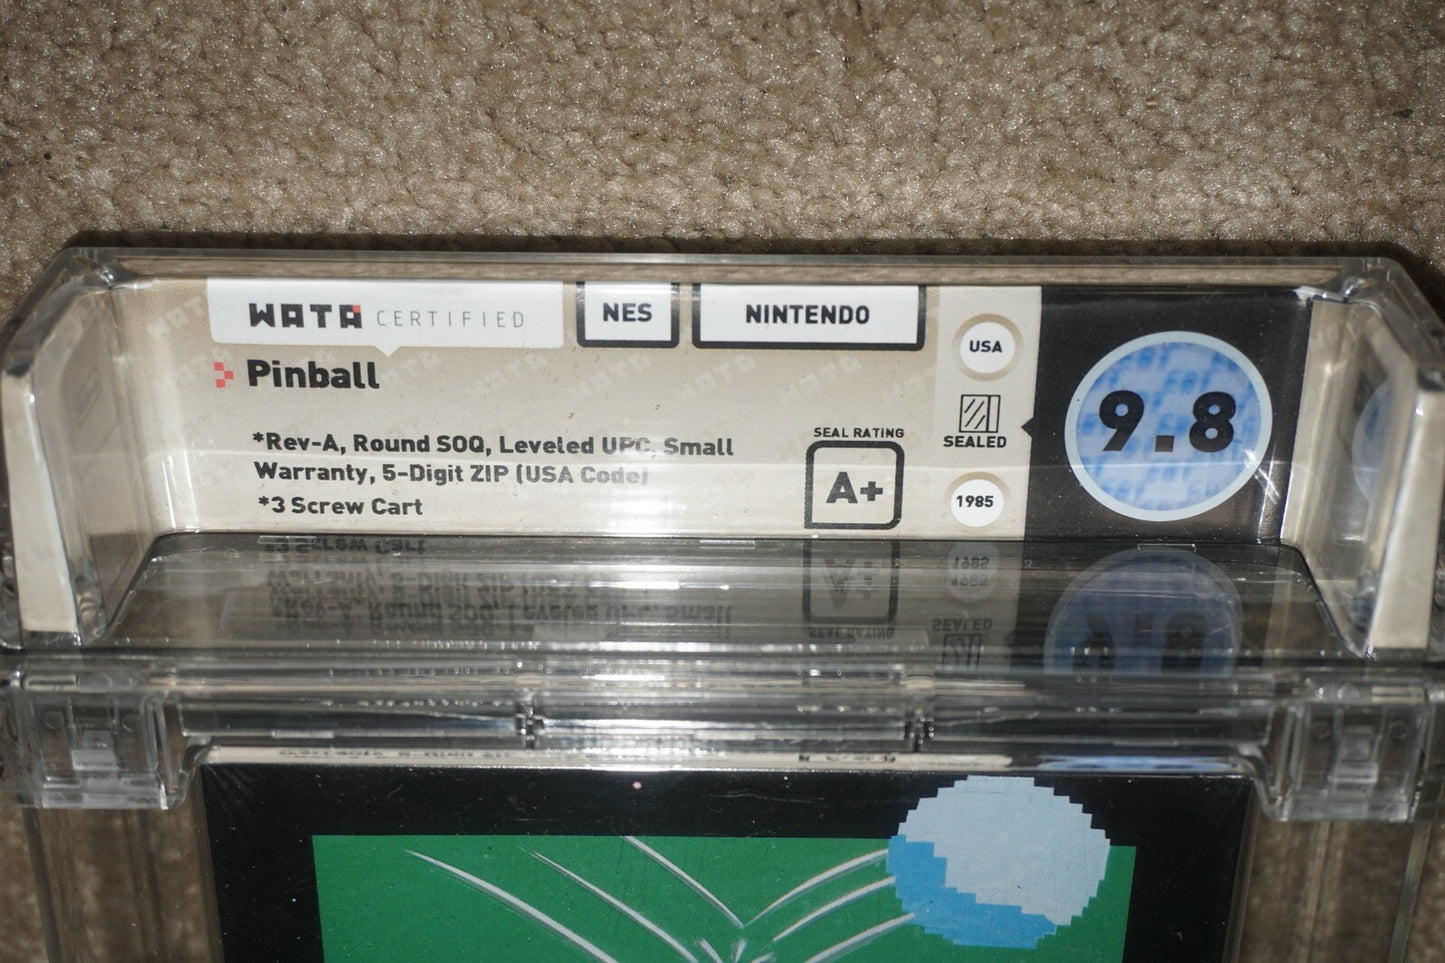 WATA CERTIFIED
NES
NINTENDO
Pinball
*Rev-A, Round SOQ, Leveled UPC, Small
Warranty, 5-Digit ZIP (USA Code)
*3 Screw Cart
SEAL RATING
A+
USA
SEALED
1985
9.8